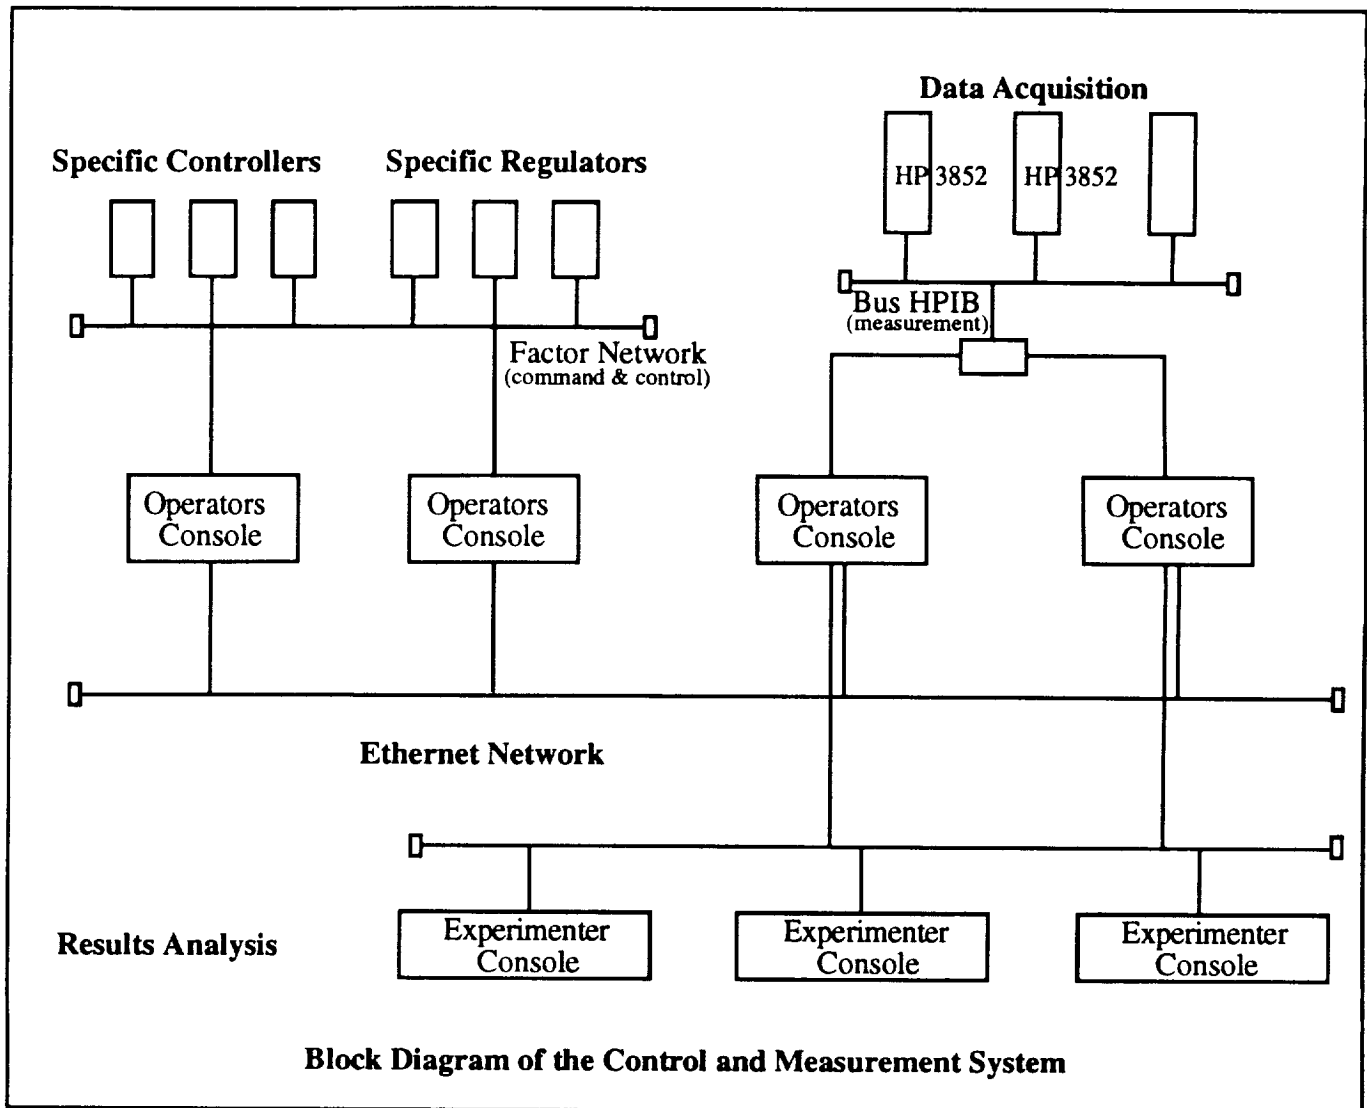 Data Acquisition
Specific Controllers
Specific Regulators
HP 3852
HP 3852
Bus HPIB
(measurement)
Factor Network
(command & control)
Operators
Console
Operators
Console
Operators
Console
Operators
Console
Ethernet Network
Results Analysis
Experimenter
Console
Experimenter
Console
Experimenter
Console
Block Diagram of the Control and Measurement System